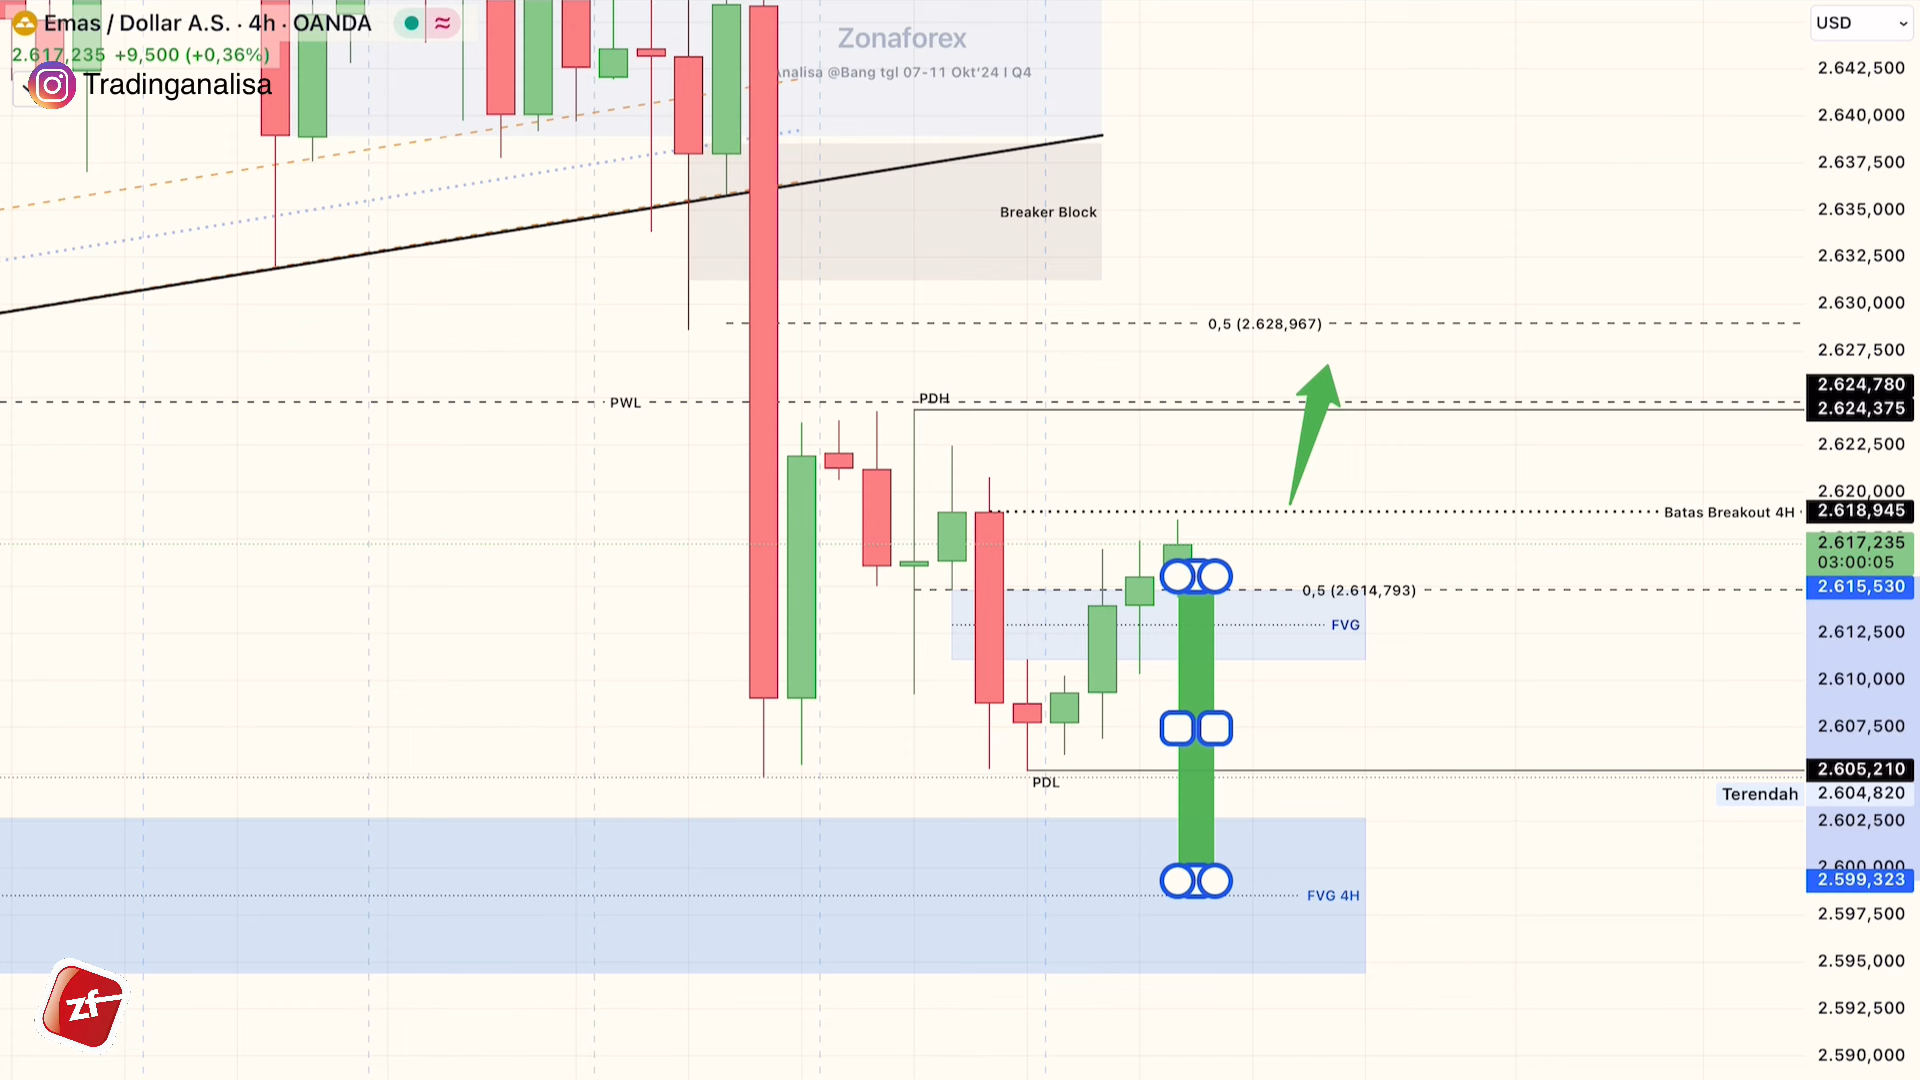 Emas / Dollar A.S. · 4h · OANDA
2.617,235 +9,500 (+0,36%)
Tradinganalisa
Zonaforex
Analisa @Bang tgl 07-11 Okt'24 I Q4
Breaker Block
0,5 (2.628,967)
PWL
PDH
Batas Breakout 4H
0,5 (2.614,793)
FVG
PDL
Terendah
FVG 4H
zf
USD
2.642,500
2.640,000
2.637,500
2.635,000
2.632,500
2.630,000
2.627,500
2.624,780
2.624,375
2.622,500
2.620,000
2.618,945
2.617,235
03:00:05
2.615,530
2.612,500
2.610,000
2.607,500
2.605,210
2.604,820
2.602,500
2.600,000
2.599,323
2.597,500
2.595,000
2.592,500
2.590,000